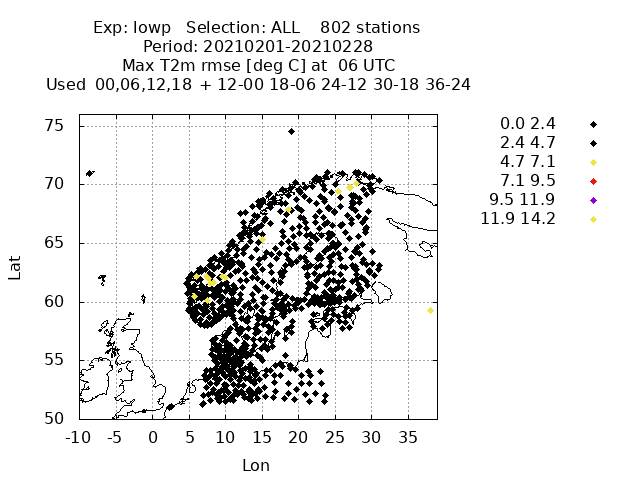 Exp: lowp   Selection: ALL    802 stations
Period: 20210201-20210228
Max T2m rmse [deg C] at  06 UTC
Used  00,06,12,18  + 12-00 18-06 24-12 30-18 36-24
0.0 2.4
2.4 4.7
4.7 7.1
7.1 9.5
9.5 11.9
11.9 14.2
75
70
65
60
55
50
Lat
-10 -5 0 5 10 15 20 25 30 35
Lon